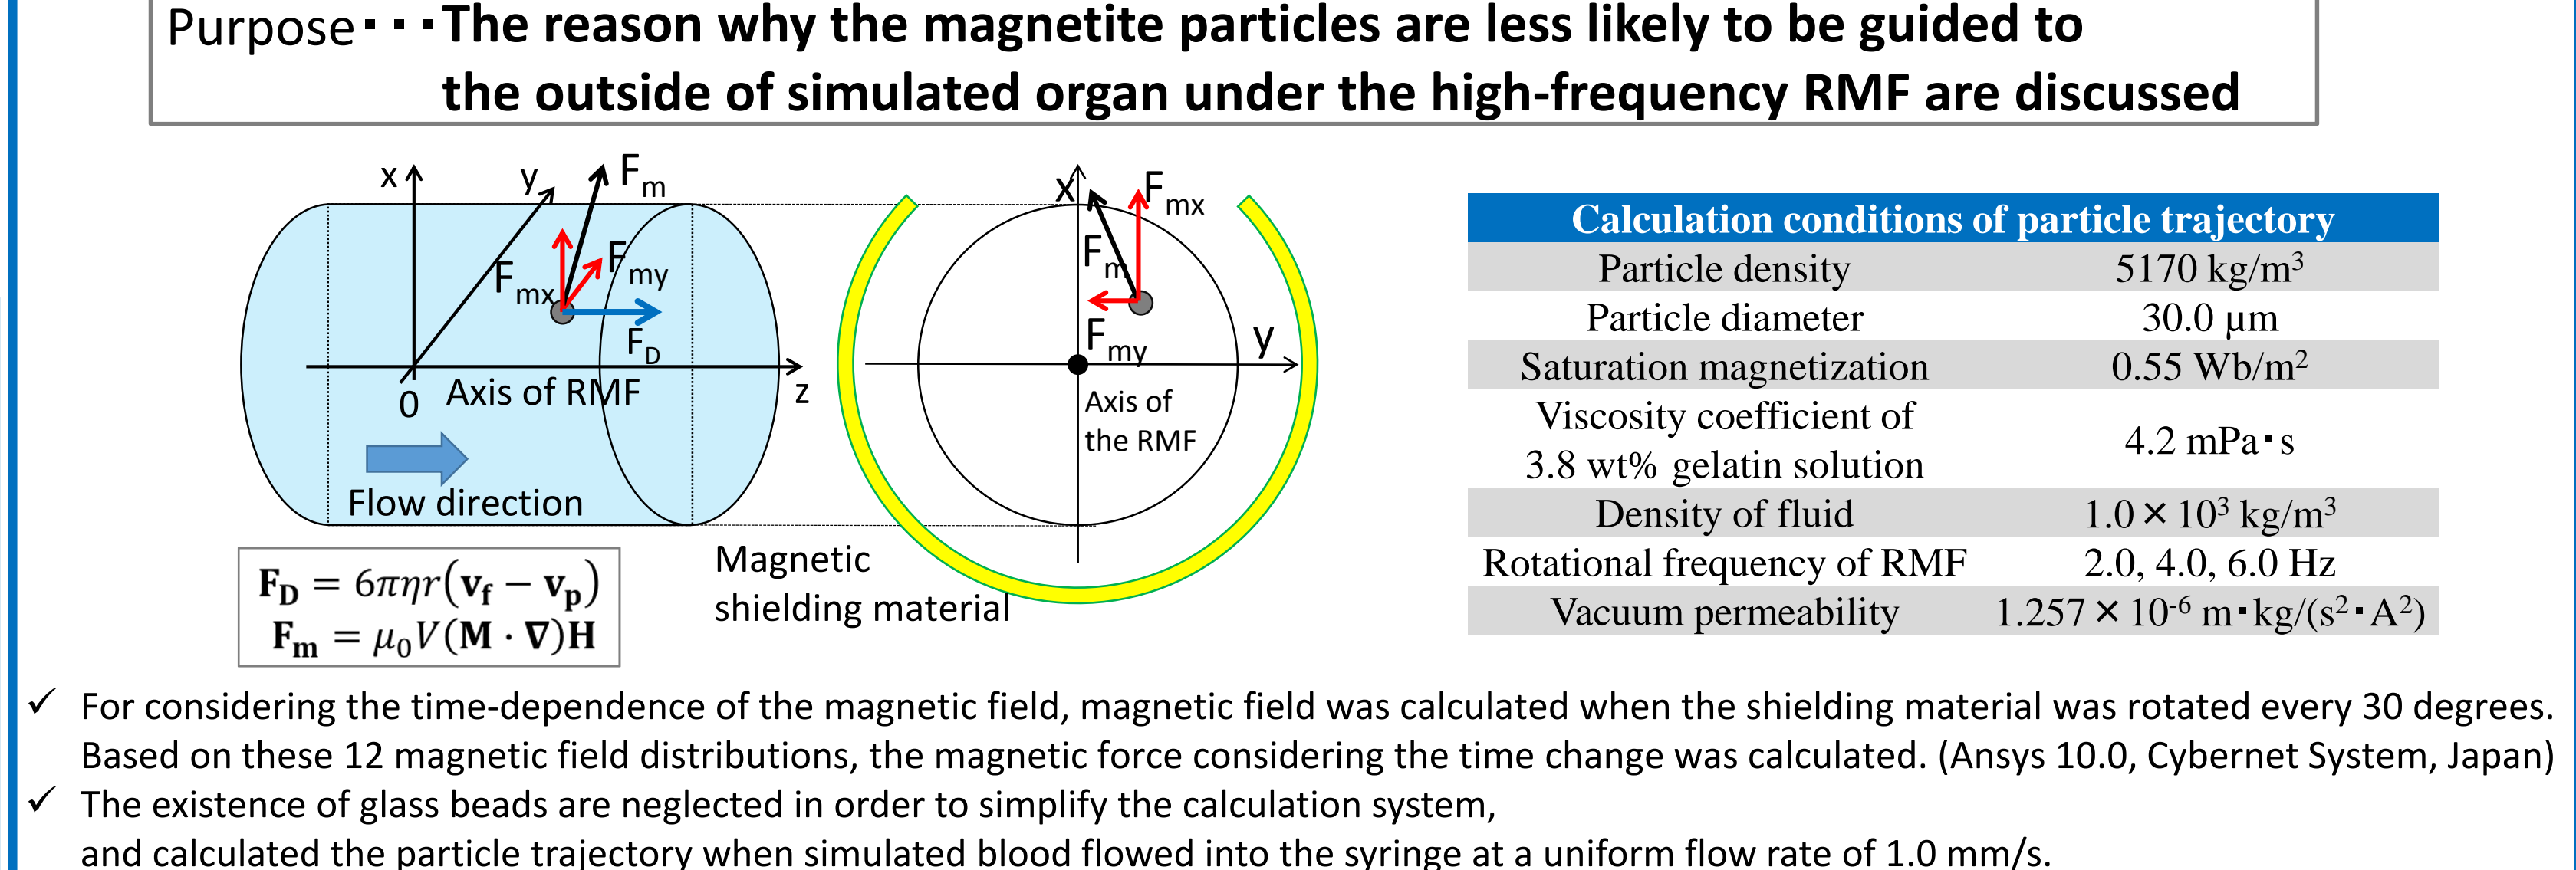 Purpose･･･The reason why the magnetite particles are less likely to be guided to
the outside of simulated organ under the high-frequency RMF are discussed
x
y
Fm
Fmx
Fmy
FD
0
Axis of RMF
z
Flow direction
FD = 6πηr(vf − vp)
Fm = μ0V(M · ∇)H
x
Fmx
Fm
Fmy
y
Axis of
the RMF
Magnetic
shielding material
Calculation conditions of particle trajectory
Particle density 5170 kg/m³
Particle diameter 30.0 μm
Saturation magnetization 0.55 Wb/m²
Viscosity coefficient of
3.8 wt% gelatin solution 4.2 mPa･s
Density of fluid 1.0 × 10³ kg/m³
Rotational frequency of RMF 2.0, 4.0, 6.0 Hz
Vacuum permeability 1.257 × 10⁻⁶ m･kg/(s²･A²)
✓ For considering the time-dependence of the magnetic field, magnetic field was calculated when the shielding material was rotated every 30 degrees.
Based on these 12 magnetic field distributions, the magnetic force considering the time change was calculated. (Ansys 10.0, Cybernet System, Japan)
✓ The existence of glass beads are neglected in order to simplify the calculation system,
and calculated the particle trajectory when simulated blood flowed into the syringe at a uniform flow rate of 1.0 mm/s.